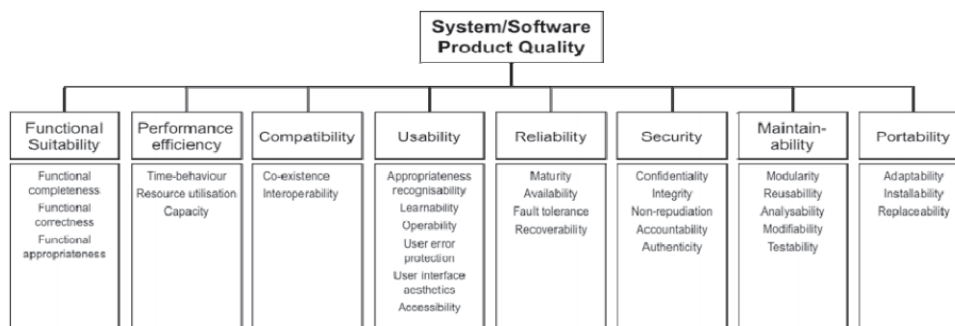 System/Software
Product Quality
Functional
Suitability
Functional
completeness
Functional
correctness
Functional
appropriateness
Performance
efficiency
Time-behaviour
Resource utilisation
Capacity
Compatibility
Co-existence
Interoperability
Usability
Appropriateness
recognisability
Learnability
Operability
User error
protection
User interface
aesthetics
Accessibility
Reliability
Maturity
Availability
Fault tolerance
Recoverability
Security
Confidentiality
Integrity
Non-repudiation
Accountability
Authenticity
Maintain-
ability
Modularity
Reusability
Analysability
Modifiability
Testability
Portability
Adaptability
Installability
Replaceability